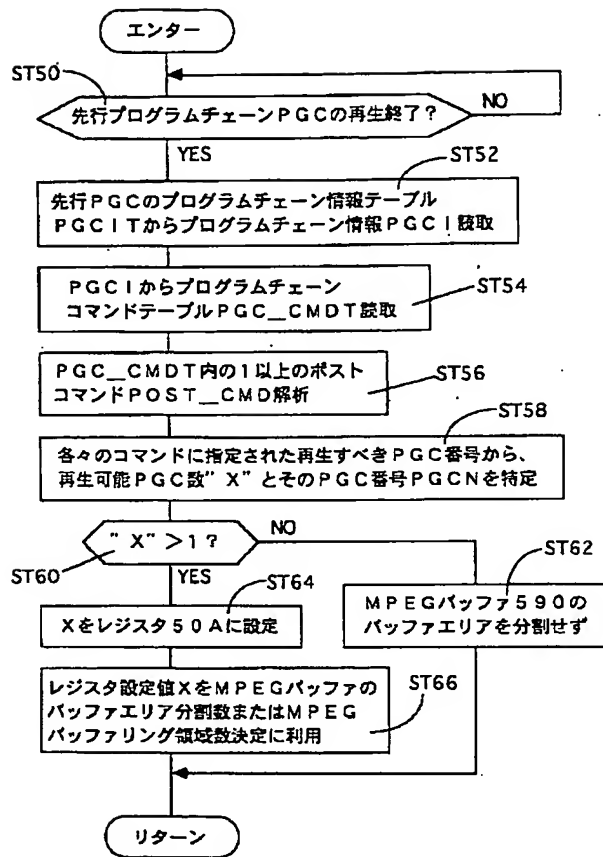 エンター
ST50
先行プログラムチェーンPGCの再生終了?
NO
YES
ST52
先行PGCのプログラムチェーン情報テーブル
PGCITからプログラムチェーン情報PGCI読取
PGCIからプログラムチェーン
コマンドテーブルPGC__CMDT読取
ST54
PGC__CMDT内の1以上のポスト
コマンドPOST__CMD解析
ST56
ST58
各々のコマンドに指定された再生すべきPGC番号から、
再生可能PGC数"X"とそのPGC番号PGCNを特定
"X">1?
NO
ST60
YES
ST62
ST64
MPEGバッファ590の
バッファエリアを分割せず
Xをレジスタ50Aに設定
レジスタ設定値XをMPEGバッファの
バッファエリア分割数またはMPEG
バッファリング領域数決定に利用
ST66
リターン